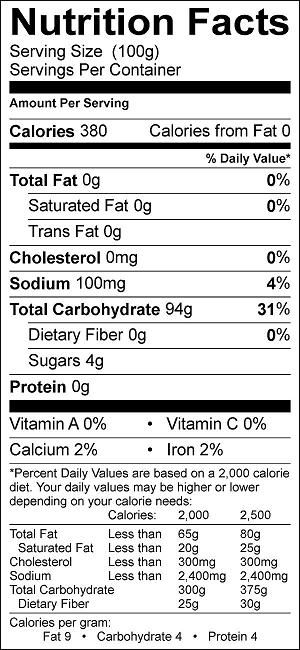 Nutrition Facts
Serving Size (100g)
Servings Per Container
Amount Per Serving
Calories 380 Calories from Fat 0
% Daily Value*
Total Fat 0g 0%
Saturated Fat 0g 0%
Trans Fat 0g
Cholesterol 0mg 0%
Sodium 100mg 4%
Total Carbohydrate 94g 31%
Dietary Fiber 0g 0%
Sugars 4g
Protein 0g
Vitamin A 0% • Vitamin C 0%
Calcium 2% • Iron 2%
*Percent Daily Values are based on a 2,000 calorie
diet. Your daily values may be higher or lower
depending on your calorie needs:
Calories: 2,000 2,500
Total Fat Less than 65g 80g
Saturated Fat Less than 20g 25g
Cholesterol Less than 300mg 300mg
Sodium Less than 2,400mg 2,400mg
Total Carbohydrate 300g 375g
Dietary Fiber 25g 30g
Calories per gram:
Fat 9 • Carbohydrate 4 • Protein 4